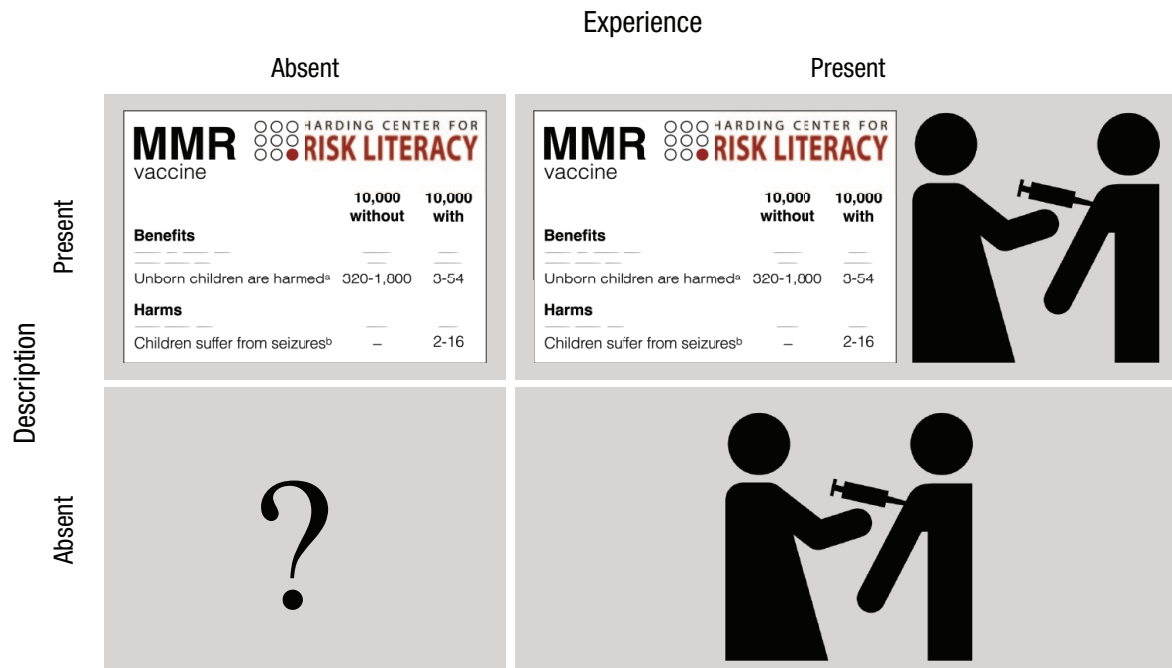 Experience
Absent
Present
Description
Present
Absent
MMR
vaccine
HARDING CENTER FOR
RISK LITERACY
10,000 without
10,000 with
Benefits
Unborn children are harmedᵃ 320-1,800 3-54
Harms
Children suffer from seizuresᵇ – 2-16
MMR
vaccine
HARDING CENTER FOR
RISK LITERACY
10,000 without
10,000 with
Benefits
Unborn children are harmedᵃ 320-1,800 3-54
Harms
Children suffer from seizuresᵇ – 2-16
?